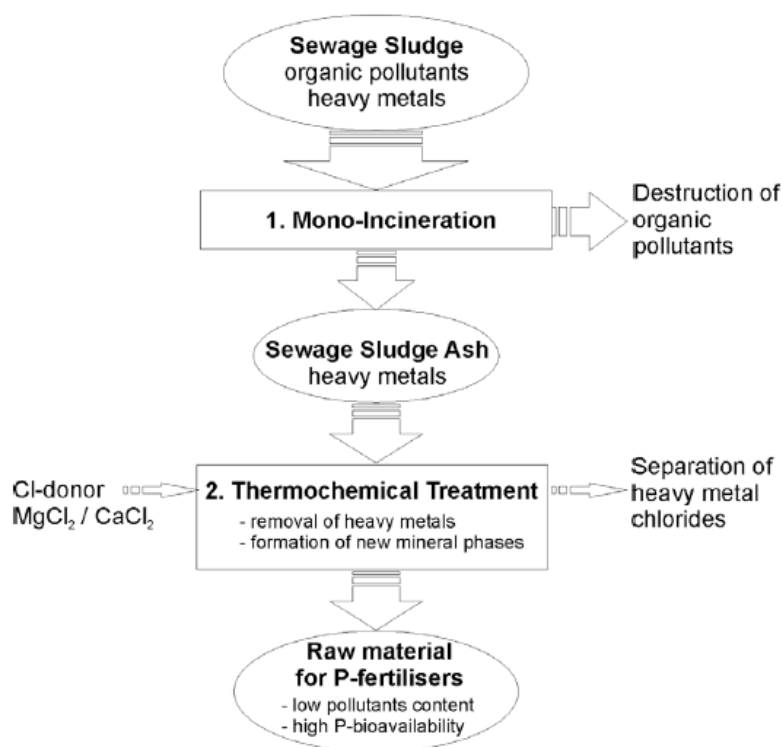 Sewage Sludge
organic pollutants
heavy metals
1. Mono-Incineration
Destruction of
organic
pollutants
Sewage Sludge Ash
heavy metals
Cl-donor
MgCl₂ / CaCl₂
2. Thermochemical Treatment
- removal of heavy metals
- formation of new mineral phases
Separation of
heavy metal
chlorides
Raw material
for P-fertilisers
- low pollutants content
- high P-bioavailability